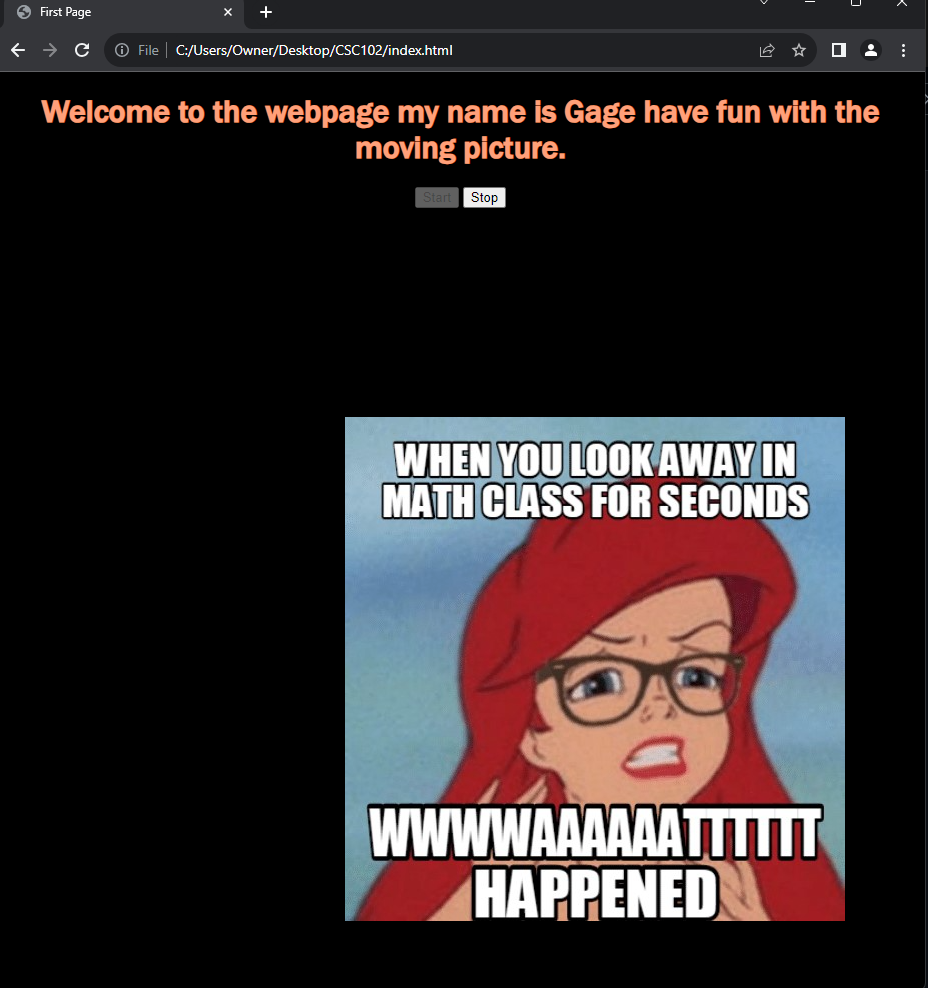 First Page
File
C:/Users/Owner/Desktop/CSC102/index.html
Welcome to the webpage my name is Gage have fun with the
moving picture.
Start Stop
WHEN YOU LOOK AWAY IN
MATH CLASS FOR SECONDS
WWWWAAAAAATTTTTT
HAPPENED